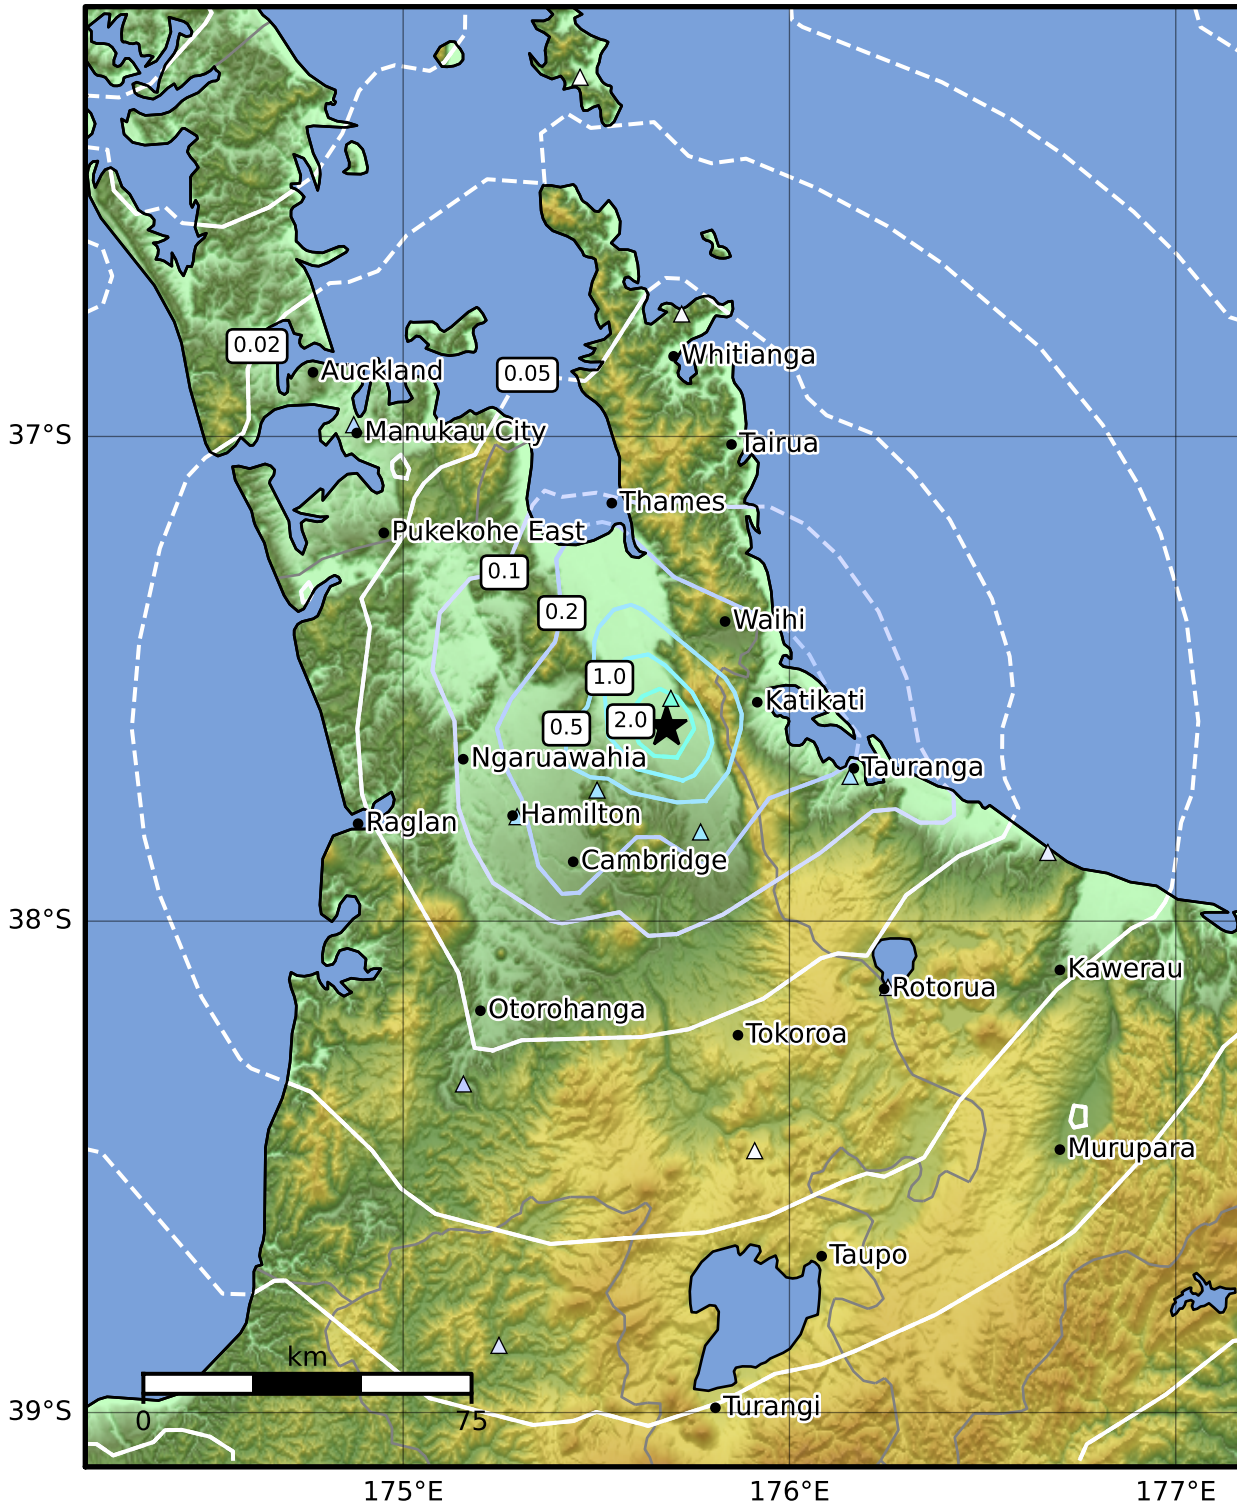 Whitianga
0.02
Auckland
0.05
Manukau City
37°S
Tairua
Thames
Pukekohe East
0.1
0.2
Waihi
1.0
Katikati
2.0
0.5
Ngaruawahia
Tauranga
Hamilton
Raglan
Cambridge
38°S
Kawerau
Rotorua
Otorohanga
Tokoroa
Murupara
Taupo
km
0
75
Turangi
39°S
175°E
176°E
177°E